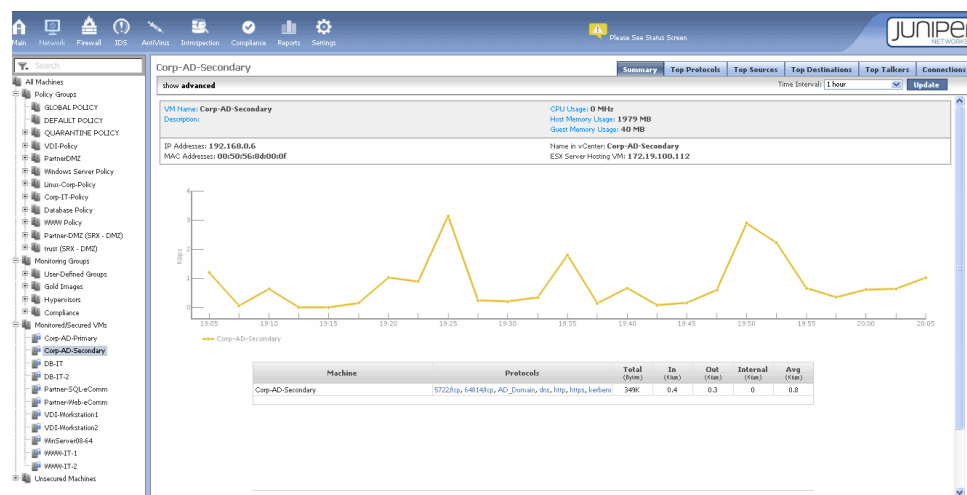 Main Network Firewall IDS AntiVirus Introspection Compliance Reports Settings
Please See Status Screen
JUNIPER
NETWORKS
Search
All Machines
Policy Groups
GLOBAL POLICY
DEFAULT POLICY
QUARANTINE POLICY
VDI-Policy
PartnerDMZ
Windows Server Policy
Linux-Corp-Policy
Corp-IT-Policy
Database Policy
WWW Policy
Partner-DMZ (SRX - DMZ)
trust (SRX - DMZ)
Monitoring Groups
User-Defined Groups
Gold Images
Hypervisors
Compliance
Monitored/Secured VMs
Corp-AD-Primary
Corp-AD-Secondary
DB-IT
DB-IT-2
Partner-SQL-eComm
Partner-Web-eComm
VDI-Workstation1
VDI-Workstation2
WinServer08-64
WWW-IT-1
WWW-IT-2
Unsecured Machines
Corp-AD-Secondary
Summary Top Protocols Top Sources Top Destinations Top Talkers Connections
show advanced
Time Interval: 1 hour Update
VM Name: Corp-AD-Secondary
Description:
CPU Usage: 0 MHz
Host Memory Usage: 1979 MB
Guest Memory Usage: 40 MB
IP Addresses: 192.168.0.6
MAC Addresses: 00:50:56:8d:00:0f
Name in vCenter: Corp-AD-Secondary
ESX Server Hosting VM: 172.19.100.112
4
3
2
1
0
Kbps
19:05 19:10 19:15 19:20 19:25 19:30 19:35 19:40 19:45 19:50 19:55 20:00 20:05
Corp-AD-Secondary
Machine Protocols Total (Bytes) In (Kbps) Out (Kbps) Internal (Kbps) Avg (Kbps)
Corp-AD-Secondary 5722/tcp, 64814/tcp, AD_Domain, dns, http, https, kerbero 349K 0.4 0.3 0 0.8